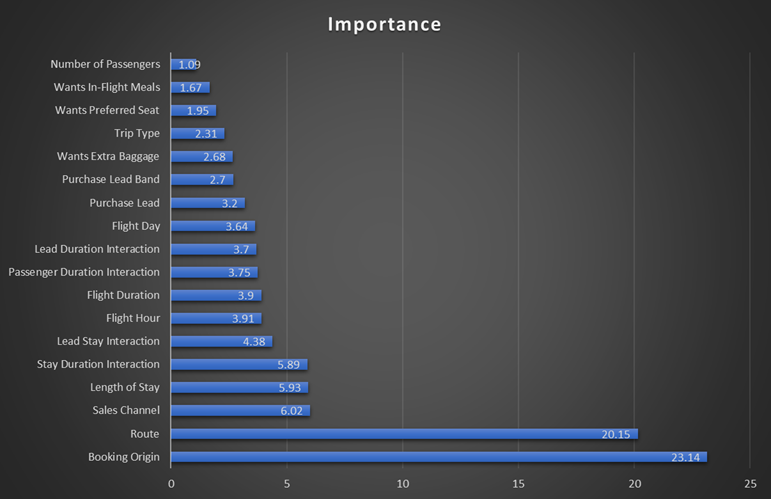 Importance
Number of Passengers 1.09
Wants In-Flight Meals 1.67
Wants Preferred Seat 1.95
Trip Type 2.31
Wants Extra Baggage 2.68
Purchase Lead Band 2.7
Purchase Lead 3.2
Flight Day 3.64
Lead Duration Interaction 3.7
Passenger Duration Interaction 3.75
Flight Duration 3.9
Flight Hour 3.91
Lead Stay Interaction 4.38
Stay Duration Interaction 5.89
Length of Stay 5.93
Sales Channel 6.02
Route 20.15
Booking Origin 23.14
0 5 10 15 20 25